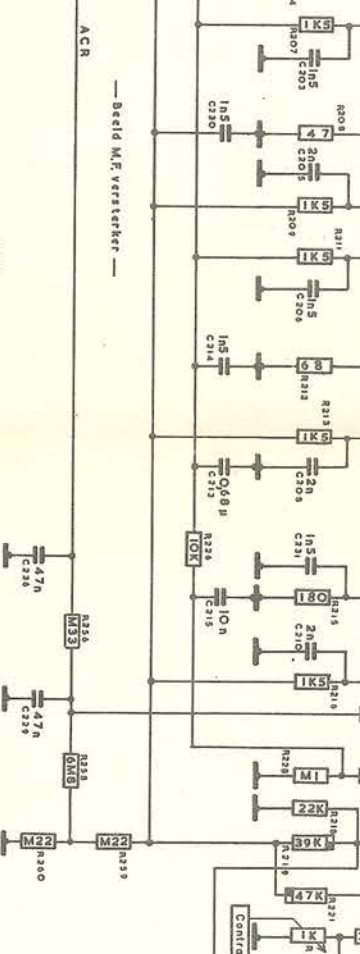 1K5
R207
1n5
C203
ACR
— Beeld M.F. versterker —
R208
47
1n5
C230
2n
C205
1K5
R209
R211
1K5
1n5
C206
1n5
C214
68
R212
R213
1K5
0,68µ
C213
2n
C208
R226
10K
1n5
C231
R215
180
10n
C215
2n
C210
1K5
R216
47n
C236
R256
M33
47n
C229
R258
6M8
R228
M1
22K
R218
39K
R219
M22
R260
M22
R259
47K
R221
1K
R
Contra